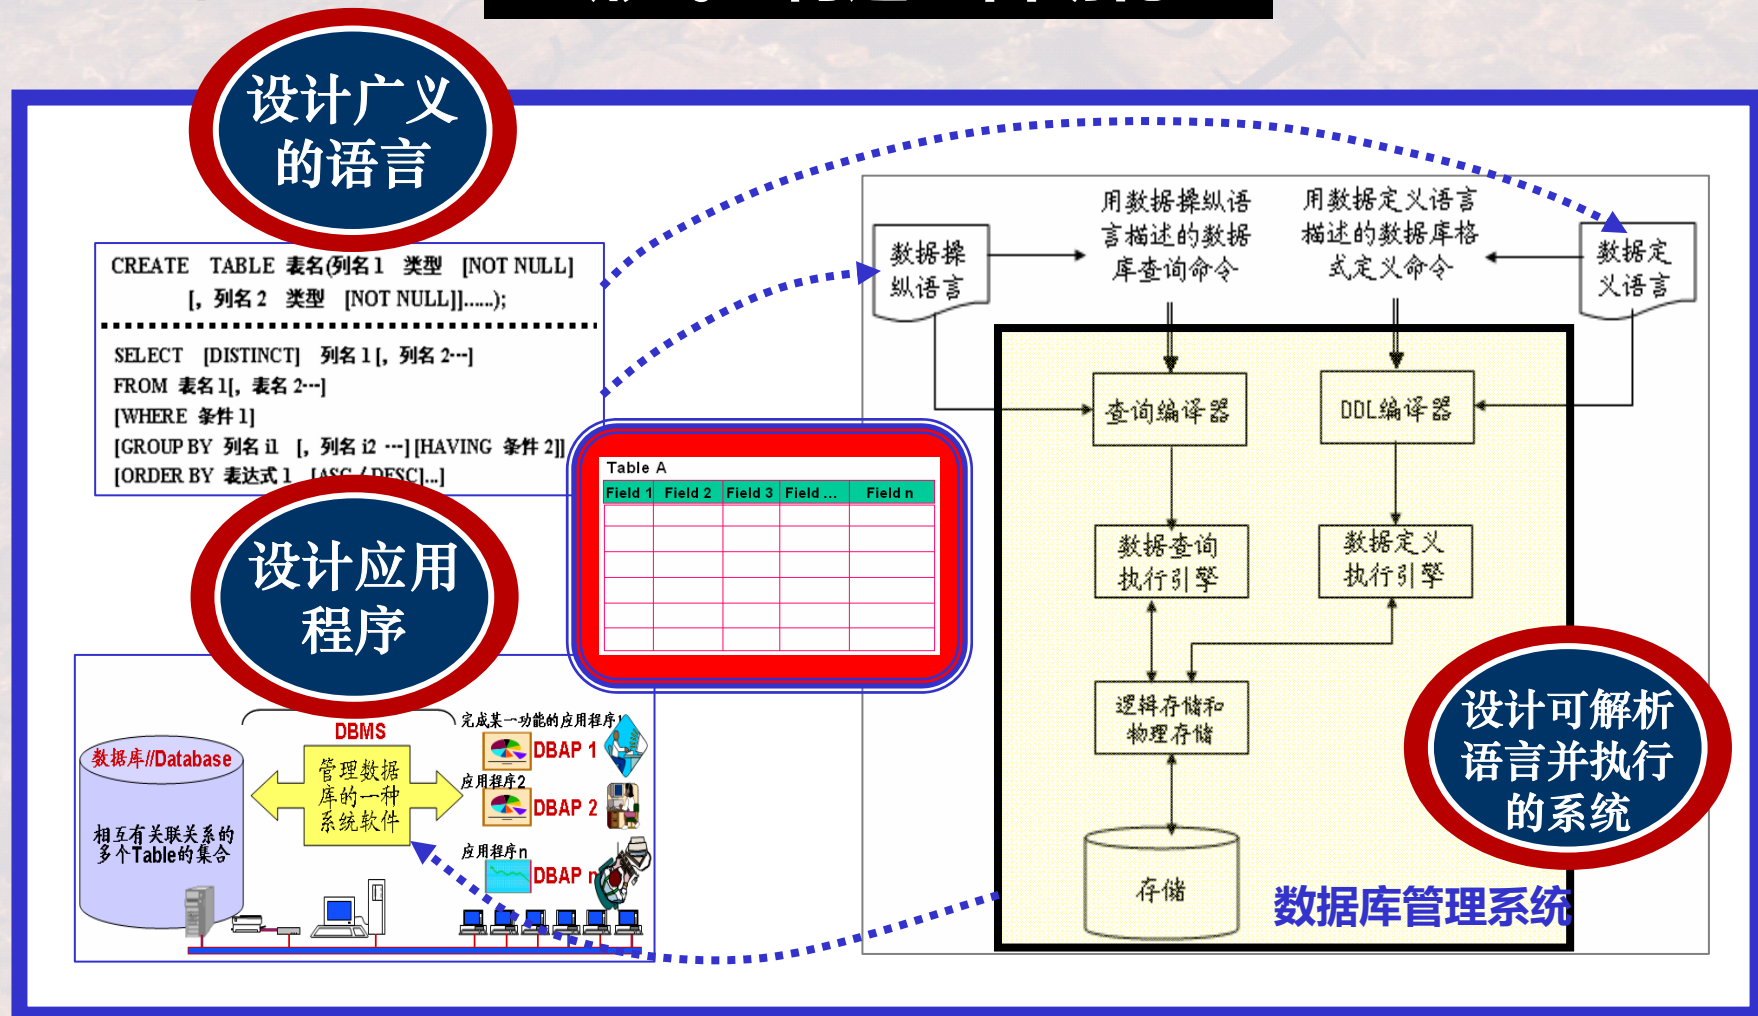 设计广义
的语言
CREATE TABLE 表名(列名1 类型 [NOT NULL]
[, 列名2 类型 [NOT NULL]]......);
SELECT [DISTINCT] 列名1 [, 列名2…]
FROM 表名1[, 表名2…]
[WHERE 条件1]
[GROUP BY 列名i1 [, 列名i2 …] [HAVING 条件2]]
[ORDER BY 表达式1 [ASC / DESC]...]
设计应用
程序
Table A
Field 1 Field 2 Field 3 Field ... Field n
数据操
纵语言
用数据操纵语
言描述的数据
库查询命令
用数据定义语言
描述的数据库格
式定义命令
数据定
义语言
查询编译器
DDL编译器
数据查询
执行引擎
数据定义
执行引擎
逻辑存储和
物理存储
存储
数据库管理系统
设计可解析
语言并执行
的系统
数据库//Database
相互有关联关系的
多个Table的集合
DBMS
管理数据
库的一种
系统软件
完成某一功能的应用程序1
DBAP 1
应用程序2
DBAP 2
应用程序n
DBAP n